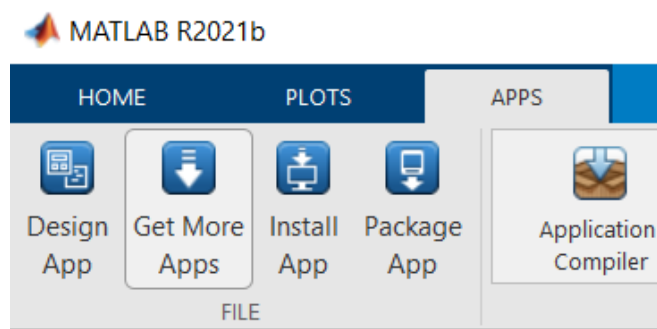 MATLAB R2021b
HOME PLOTS APPS
Design App
Get More Apps
Install App
Package App
Application Compiler
FILE